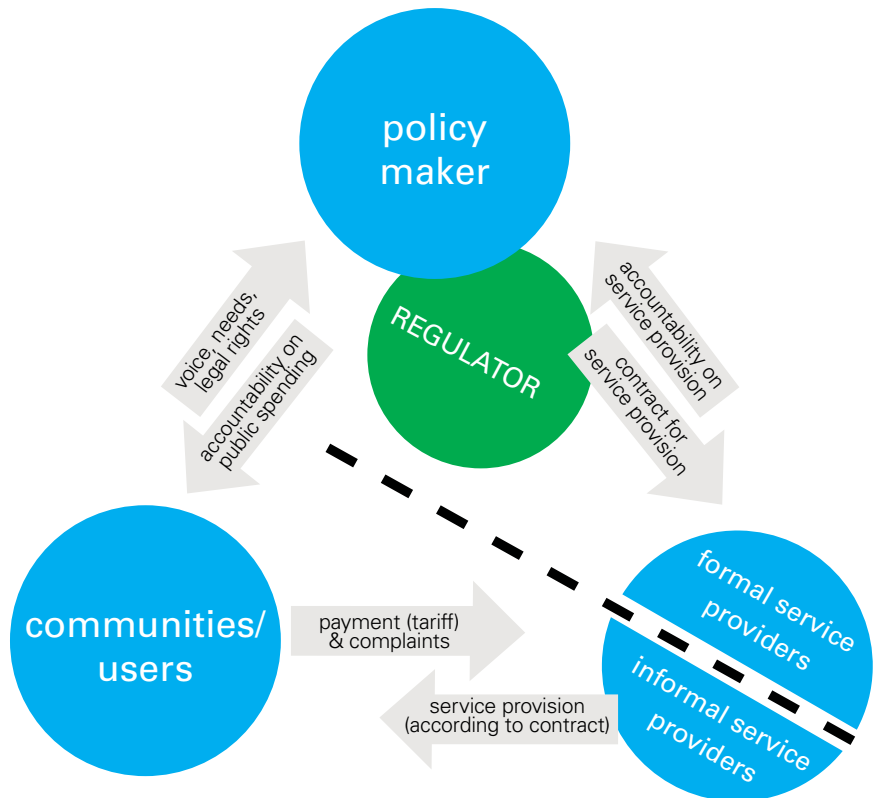 policy
maker
REGULATOR
voice, needs,
legal rights
accountability on
public spending
accountability on
service provision
contract for
service provision
communities/
users
payment (tariff)
& complaints
service provision
(according to contract)
formal service
providers
informal service
providers